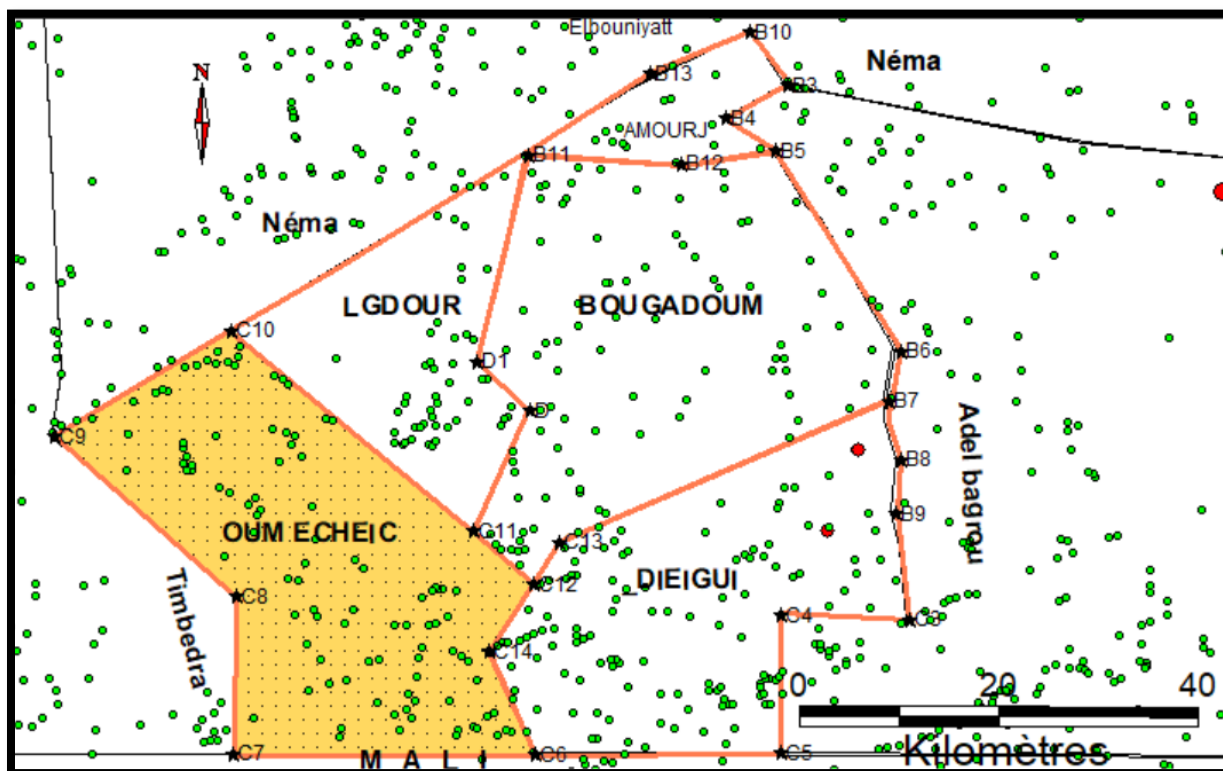 Elbouniyatt
B10
Néma
N
B13
B3
B4
AMOURJ
B11
B12
B5
Néma
LGDOUR
BOUGADOUM
C10
B6
D1
B7
D
C9
Adel bagrou
B8
B9
OUM ECHEIC
C11
C13
C12
DIEIGUI
Timbedra
C8
C4
C3
C14
0 20 40
Kilomètres
C7
M A L I
C6
C5